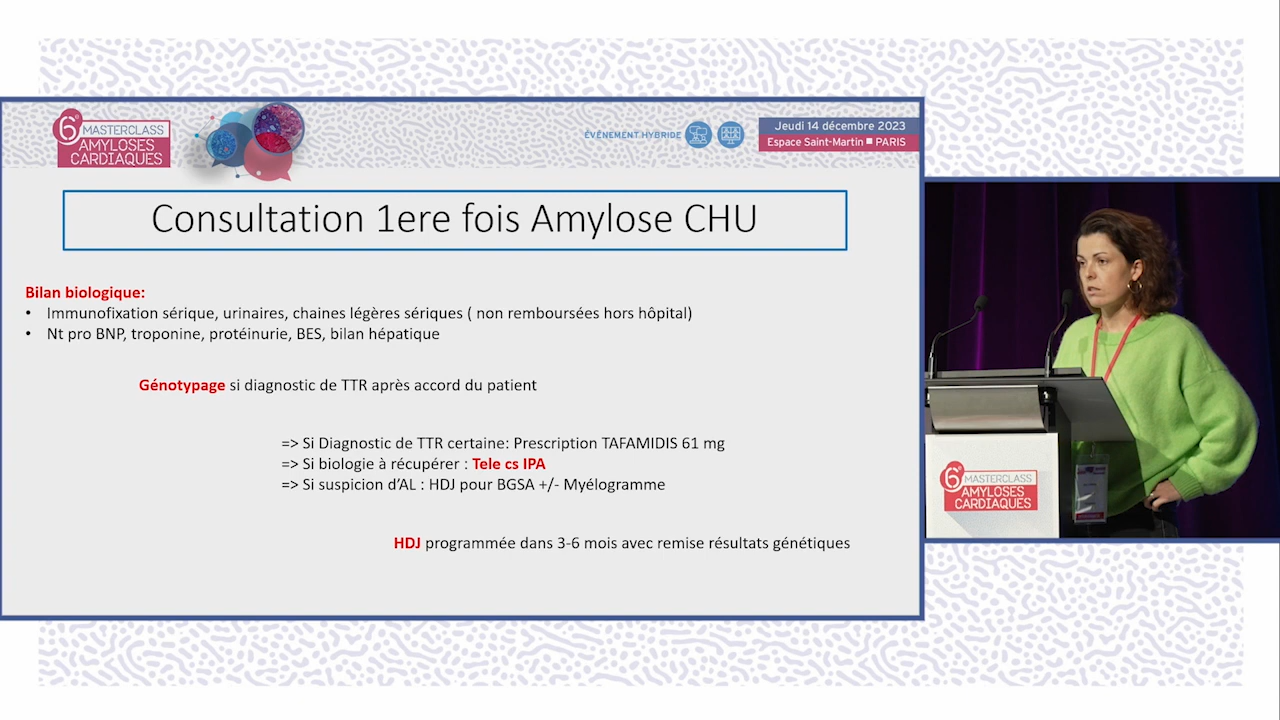 6e
MASTERCLASS
AMYLOSES
CARDIAQUES
ÉVÉNEMENT HYBRIDE
Jeudi 14 décembre 2023
Espace Saint-Martin ■ PARIS
Consultation 1ere fois Amylose CHU
Bilan biologique:
• Immunofixation sérique, urinaires, chaines légères sériques ( non remboursées hors hôpital)
• Nt pro BNP, troponine, protéinurie, BES, bilan hépatique
Génotypage si diagnostic de TTR après accord du patient
=> Si Diagnostic de TTR certaine: Prescription TAFAMIDIS 61 mg
=> Si biologie à récupérer : Tele cs IPA
=> Si suspicion d’AL : HDJ pour BGSA +/- Myélogramme
HDJ programmée dans 3-6 mois avec remise résultats génétiques
6e
MASTERCLASS
AMYLOSES
CARDIAQUES